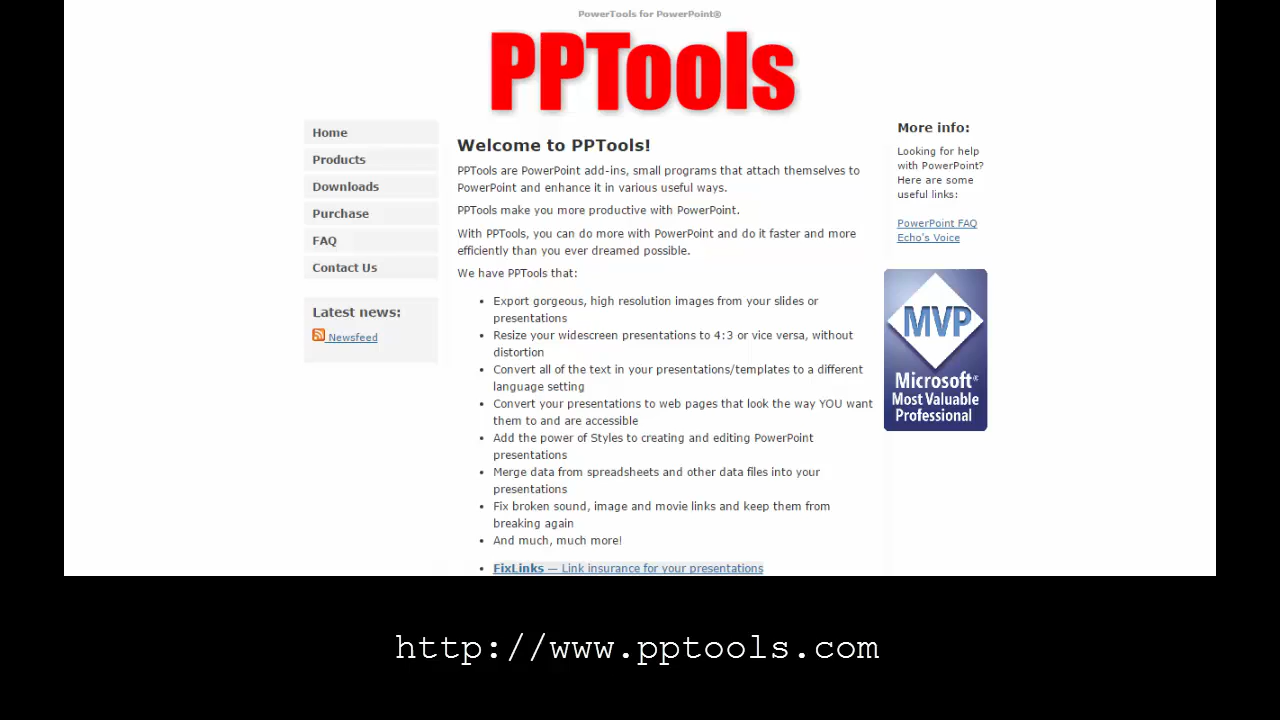 PowerTools for PowerPoint®
PPTools
Home
Products
Downloads
Purchase
FAQ
Contact Us
Latest news:
Newsfeed
Welcome to PPTools!
PPTools are PowerPoint add-ins, small programs that attach themselves to
PowerPoint and enhance it in various useful ways.
PPTools make you more productive with PowerPoint.
With PPTools, you can do more with PowerPoint and do it faster and more
efficiently than you ever dreamed possible.
We have PPTools that:
• Export gorgeous, high resolution images from your slides or
presentations
• Resize your widescreen presentations to 4:3 or vice versa, without
distortion
• Convert all of the text in your presentations/templates to a different
language setting
• Convert your presentations to web pages that look the way YOU want
them to and are accessible
• Add the power of Styles to creating and editing PowerPoint
presentations
• Merge data from spreadsheets and other data files into your
presentations
• Fix broken sound, image and movie links and keep them from
breaking again
• And much, much more!
• FixLinks — Link insurance for your presentations
More info:
Looking for help
with PowerPoint?
Here are some
useful links:
PowerPoint FAQ
Echo's Voice
MVP
Microsoft®
Most Valuable
Professional
http://www.pptools.com